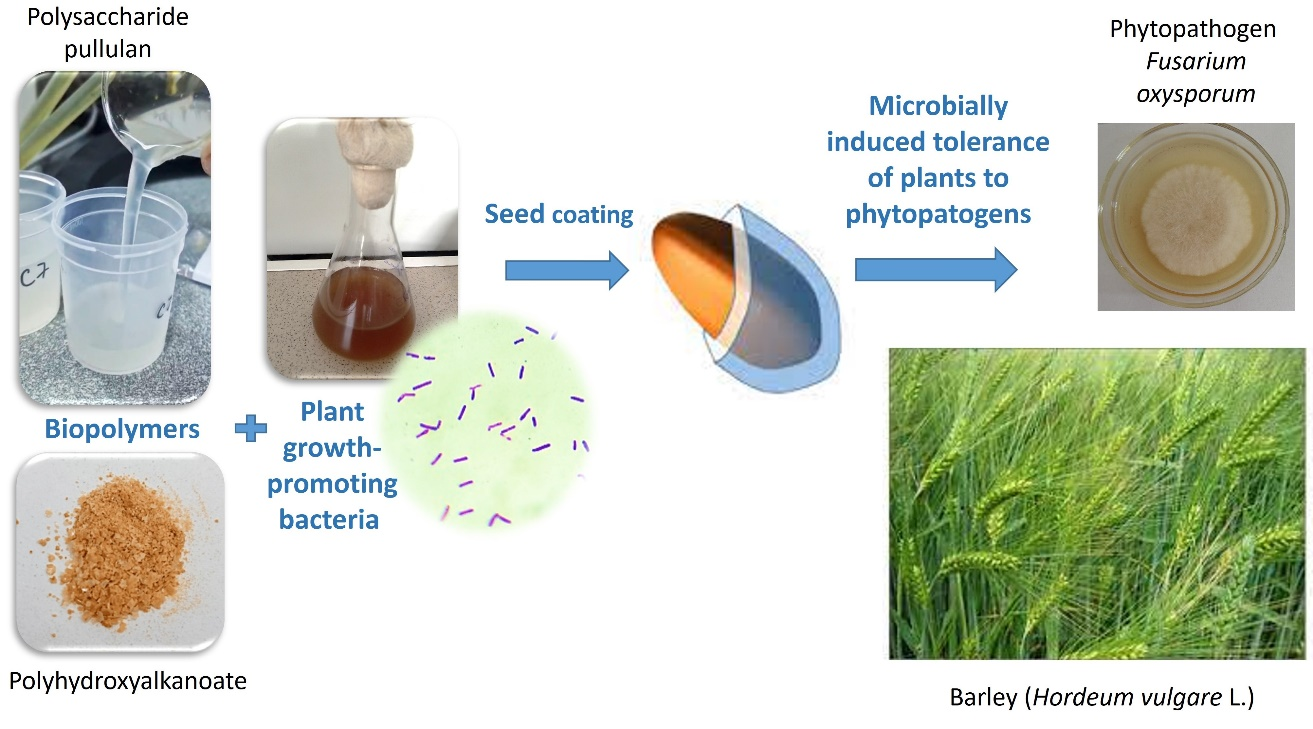 Polysaccharide
pullulan
C7
Biopolymers
Polyhydroxyalkanoate
Plant
growth-
promoting
bacteria
Seed coating
Microbially
induced tolerance
of plants to
phytopatogens
Phytopathogen
Fusarium
oxysporum
Barley (Hordeum vulgare L.)